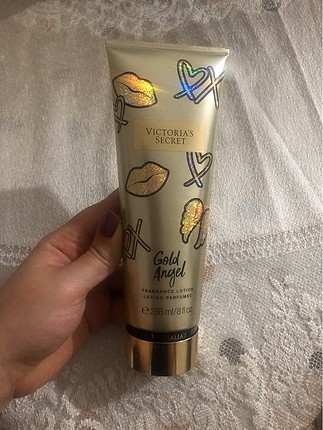 VICTORIA'S
SECRET
Gold
Angel
FRAGRANCE LOTION
LOTION PARFUMÉE
℮236 ml/8 fl oz